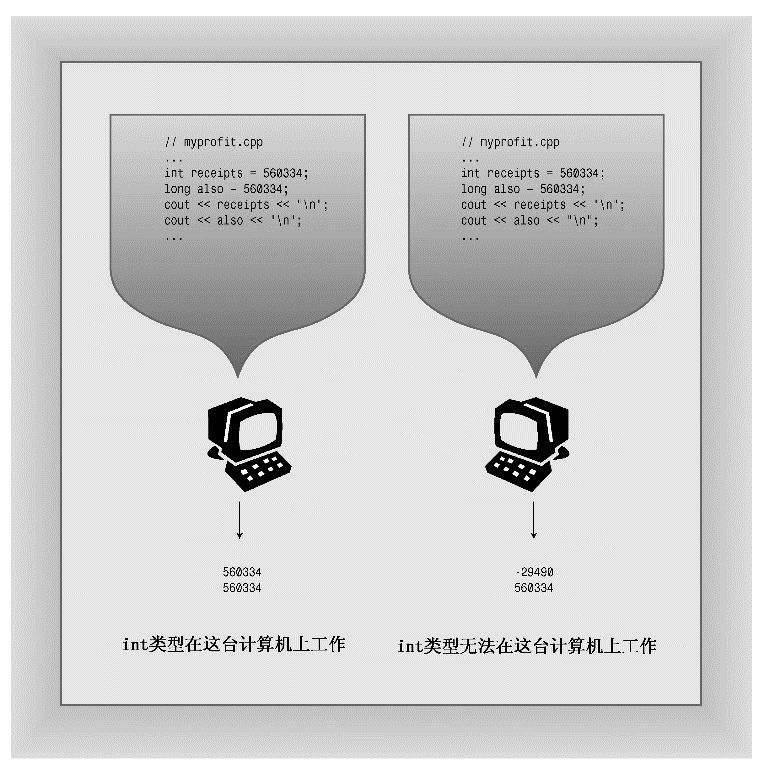 // myprofit.cpp
...
int receipts = 560334;
long also - 560334;
cout << receipts << '\n';
cout << also << '\n';
...
// nyprofit.cpp
...
int receipts = 560334;
long also - 560334;
cout << receipts << '\n';
cout << also << "\n";
...
560334
560334
-29490
560334
int类型在这台计算机上工作
int类型无法在这台计算机上工作